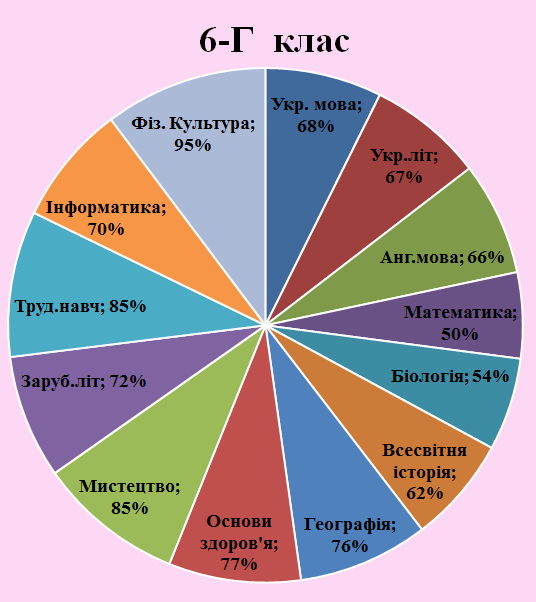 6-Г  клас
Укр. мова;
68%
Укр.літ;
67%
Анг.мова; 66%
Математика;
50%
Біологія; 54%
Всесвітня
історія;
62%
Географія;
76%
Основи
здоров'я;
77%
Мистецтво;
85%
Заруб.літ; 72%
Труд.навч; 85%
Інформатика;
70%
Фіз. Культура;
95%